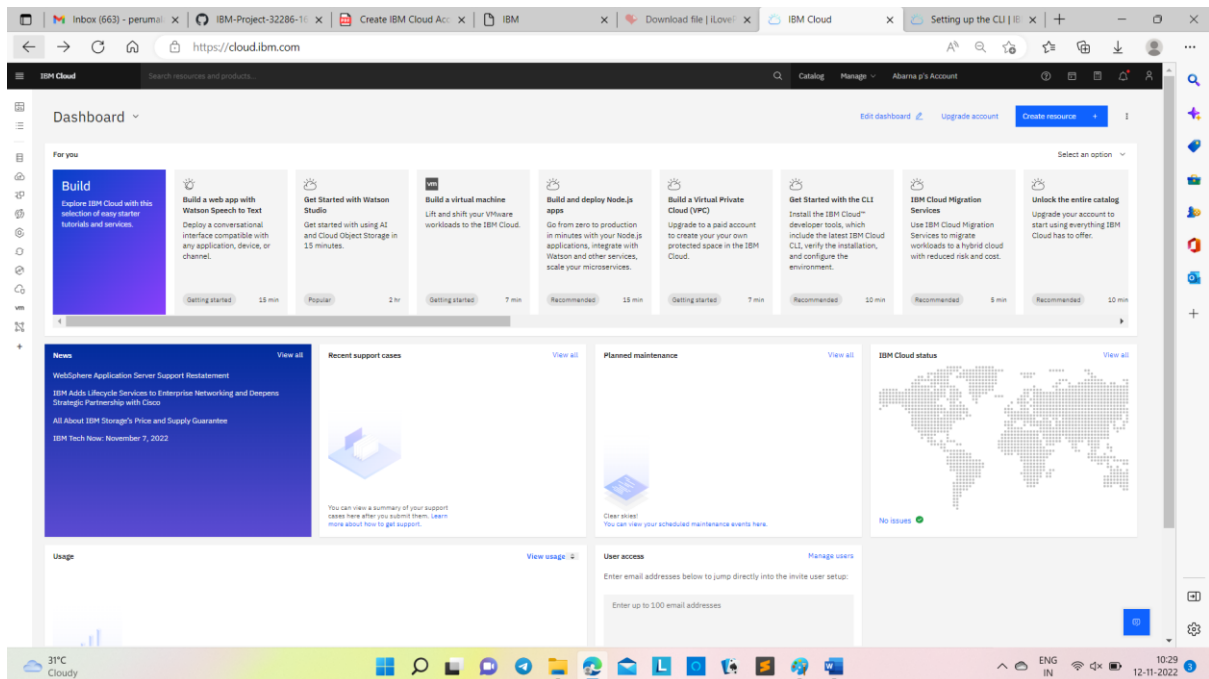 Inbox (663) - perumal
IBM-Project-32286-16
Create IBM Cloud Acc
IBM
Download file | iLoveP
IBM Cloud
Setting up the CLI | IB
https://cloud.ibm.com
IBM Cloud
Search resources and products...
Catalog
Manage
Abarna p's Account
Dashboard
Edit dashboard
Upgrade account
Create resource +
For you
Select an option
Build
Explore IBM Cloud with this
selection of easy starter
tutorials and services.
Build a web app with
Watson Speech to Text
Deploy a conversational
interface compatible with
any application, device, or
channel.
Getting started 15 min
Get Started with Watson
Studio
Get started with using AI
and Cloud Object Storage in
15 minutes.
Popular 2 hr
vm
Build a virtual machine
Lift and shift your VMware
workloads to the IBM Cloud.
Getting started 7 min
Build and deploy Node.js
apps
Go from zero to production
in minutes with your Node.js
applications, integrate with
Watson and other services,
scale your microservices.
Recommended 15 min
Build a Virtual Private
Cloud (VPC)
Upgrade to a paid account
to create your your own
protected space in the IBM
Cloud.
Getting started 7 min
Get Started with the CLI
Install the IBM Cloud™
developer tools, which
include the latest IBM Cloud
CLI, verify the installation,
and configure the
environment.
Recommended 10 min
IBM Cloud Migration
Services
Use IBM Cloud Migration
Services to migrate
workloads to a hybrid cloud
with reduced risk and cost.
Recommended 5 min
Unlock the entire catalog
Upgrade your account to
start using everything IBM
Cloud has to offer.
Recommended 10 min
vm
News View all
WebSphere Application Server Support Restatement
IBM Adds Lifecycle Services to Enterprise Networking and Deepens
Strategic Partnership with Cisco
All About IBM Storage's Price and Supply Guarantee
IBM Tech Now: November 7, 2022
Recent support cases View all
You can view a summary of your support
cases here after you submit them. Learn
more about how to get support.
Planned maintenance View all
Clear skies!
You can view your scheduled maintenance events here.
IBM Cloud status View all
No issues
Usage View usage
User access Manage users
Enter email addresses below to jump directly into the invite user setup:
Enter up to 100 email addresses
31°C
Cloudy
ENG
IN
10:29
12-11-2022
3